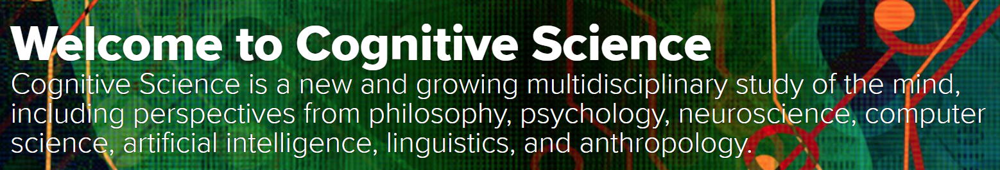 Welcome to Cognitive Science
Cognitive Science is a new and growing multidisciplinary study of the mind,
including perspectives from philosophy, psychology, neuroscience, computer
science, artificial intelligence, linguistics, and anthropology.